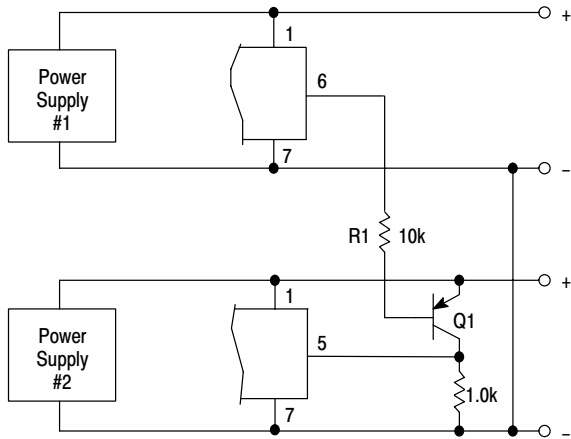 +
1
Power
Supply
#1
6
7
–
R1
10k
+
1
Q1
Power
Supply
#2
5
1.0k
7
–